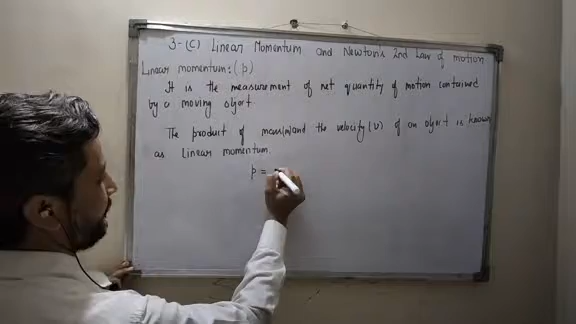 3-(C) Linear Momentum and Newton's 2nd Law of motion
Linear momentum:(p)
It is the measurement of net quantity of motion contained
by a moving object.
The product of mass(m)and the velocity(v) of an object is known
as linear momentum.
p =